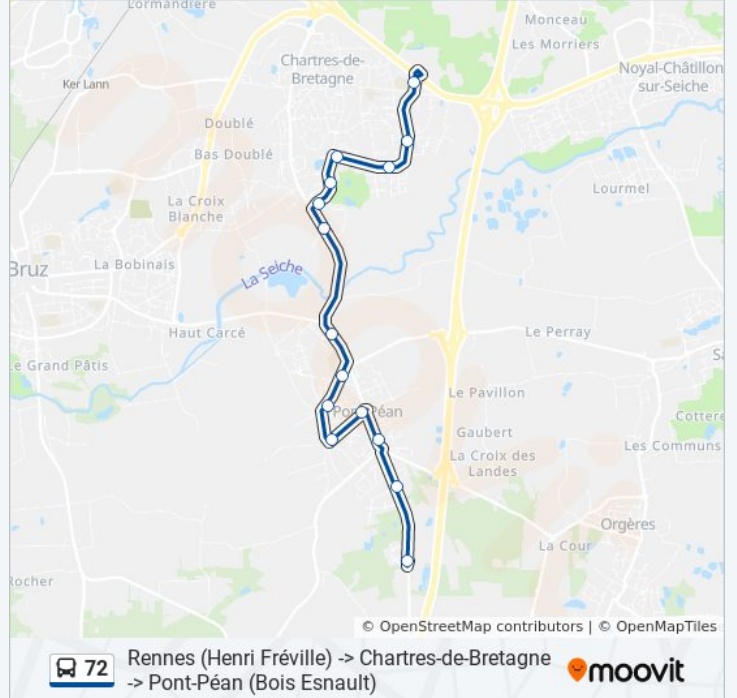 Lormandière
Monceau
Les Morriers
Chartres-de-
Bretagne
Noyal-Châtillon
sur-Seiche
Ker Lann
Doublé
Bas Doublé
Lourmel
La Croix
Blanche
La Bobinais
Bruz
La Seiche
Haut Carcé
Le Perray
Le Grand Pâtis
Le Pavillon
Pont-Péan
Gaubert
La Croix des
Landes
Les Communs
Orgères
La Cour
Rocher
© OpenStreetMap contributors | © OpenMapTiles
72
Rennes (Henri Fréville) -> Chartres-de-Bretagne
-> Pont-Péan (Bois Esnault)
moovit